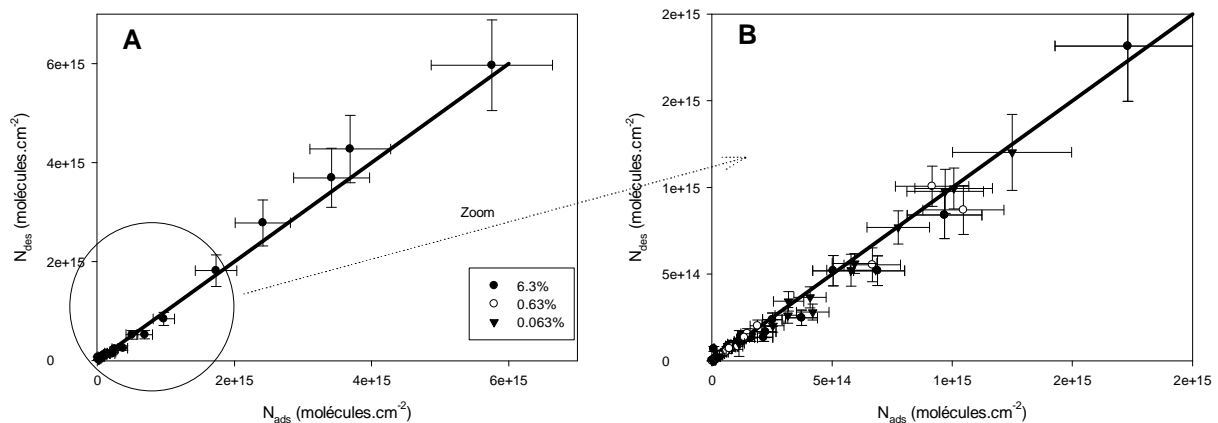 A
6e+15
4e+15
2e+15
0
N_des (molécules.cm^-2)
0
2e+15
4e+15
6e+15
N_ads (molécules.cm^-2)
6.3%
0.63%
0.063%
Zoom
B
2e+15
2e+15
1e+15
5e+14
0
N_des (molécules.cm^-2)
0
5e+14
1e+15
2e+15
2e+15
N_ads (molécules.cm^-2)